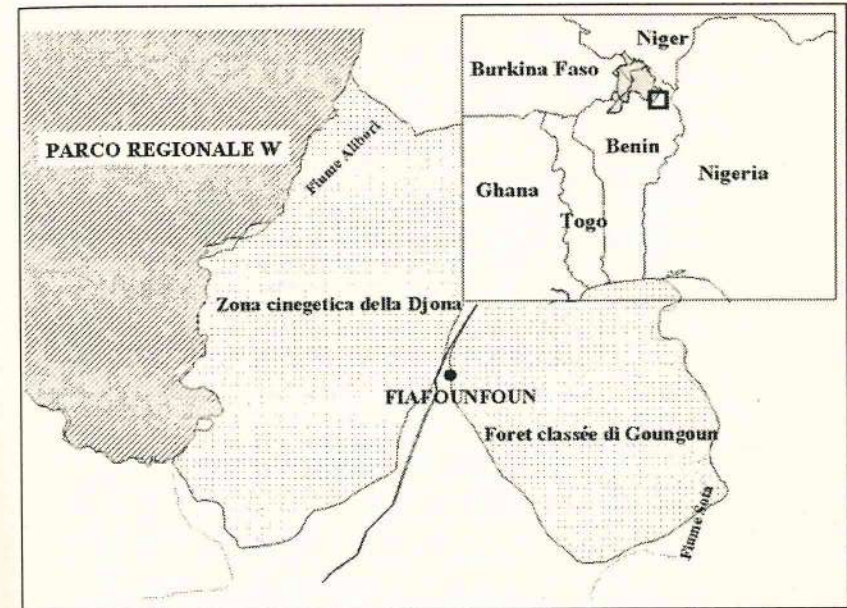 Niger
Burkina Faso
PARCO REGIONALE W
Fiume Alibori
Benin
Nigeria
Ghana
Togo
Zona cinegetica della Djona
FIAFOUNFOUN
Foret classée di Goungoun
Fiume Sota